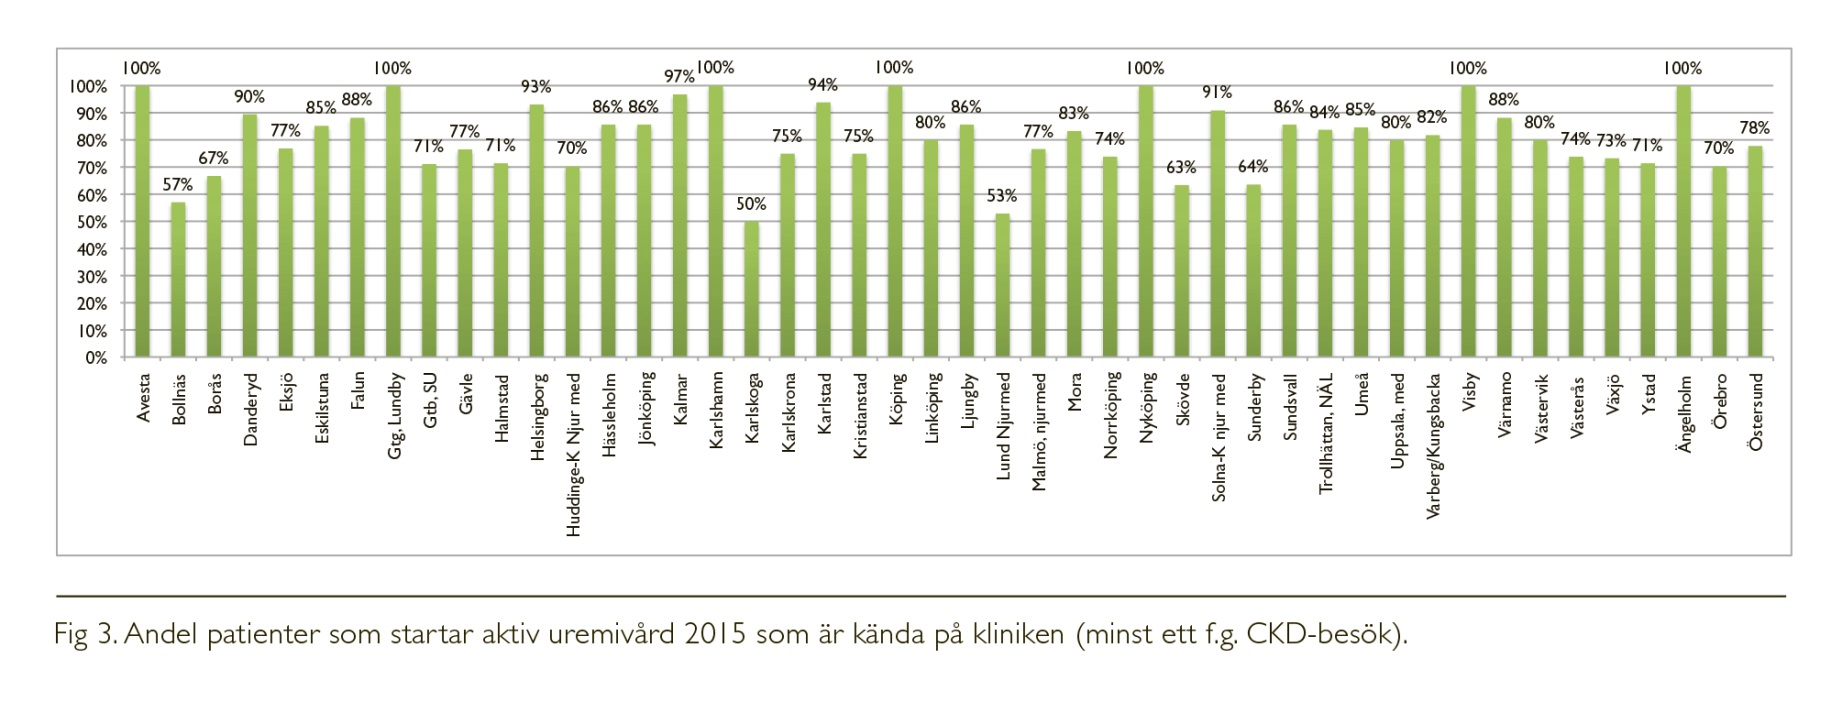 100%
90%
80%
70%
60%
50%
40%
30%
20%
10%
0%
100%
57%
67%
90%
77%
85%
88%
100%
71%
77%
71%
93%
70%
86%
86%
97%
100%
50%
75%
94%
75%
100%
80%
86%
53%
77%
83%
74%
100%
63%
91%
64%
86%
84%
85%
80%
82%
100%
88%
80%
74%
73%
71%
100%
70%
78%
Avesta
Bollnäs
Borås
Danderyd
Eksjö
Eskilstuna
Falun
Gtg, Lundby
Gtb, SU
Gävle
Halmstad
Helsingborg
Huddinge-K Njur med
Hässleholm
Jönköping
Kalmar
Karlshamn
Karlskoga
Karlskrona
Karlstad
Kristianstad
Köping
Linköping
Ljungby
Lund Njurmed
Malmö, njurmed
Mora
Norrköping
Nyköping
Skövde
Solna-K njur med
Sunderby
Sundsvall
Trollhättan, NÄL
Umeå
Uppsala, med
Varberg/Kungsbacka
Visby
Värnamo
Västervik
Västerås
Växjö
Ystad
Ängelholm
Örebro
Östersund
Fig 3. Andel patienter som startar aktiv uremivård 2015 som är kända på kliniken (minst ett f.g. CKD-besök).